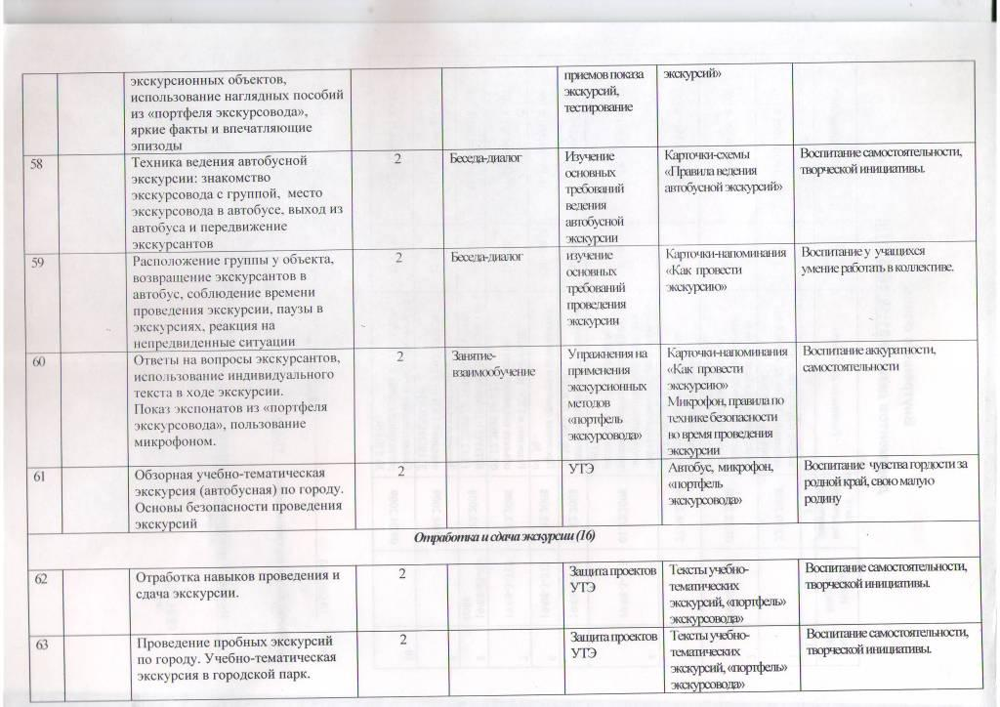 экскурсионных объектов,
использование наглядных пособий
из «портфеля экскурсовода»,
яркие факты и впечатляющие
эпизоды
приемов показа
экскурсий,
тестирование
экскурсий»
58
Техника ведения автобусной
экскурсии: знакомство
экскурсовода с группой, место
экскурсовода в автобусе, выход из
автобуса и передвижение
экскурсантов
2
Беседа-диалог
Изучение
основных
требований
ведения
автобусной
экскурсии
Карточки-схемы
«Правила ведения
автобусной экскурсий»
Воспитание самостоятельности,
творческой инициативы.
59
Расположение группы у объекта,
возвращение экскурсантов в
автобус, соблюдение времени
проведения экскурсии, паузы в
экскурсиях, реакция на
непредвиденные ситуации
2
Беседа-диалог
изучение
основных
требований
проведения
экскурсии
Карточки-напоминания
«Как провести
экскурсию»
Воспитание у учащихся
умение работать в коллективе.
60
Ответы на вопросы экскурсантов,
использование индивидуального
текста в ходе экскурсии.
Показ экспонатов из «портфеля
экскурсовода», пользование
микрофоном.
2
Занятие-
взаимообучение
Упражнения на
применения
экскурсионных
методов
«портфель
экскурсовода»
Карточки-напоминания
«Как провести
экскурсию»
Микрофон, правила по
технике безопасности
во время проведения
экскурсии
Воспитание аккуратности,
самостоятельности
61
Обзорная учебно-тематическая
экскурсия (автобусная) по городу.
Основы безопасности проведения
экскурсий
2
УТЭ
Автобус, микрофон,
«портфель
экскурсовода»
Воспитание чувства гордости за
родной край, свою малую
родину
Отработка и сдача экскурсии (16)
62
Отработка навыков проведения и
сдача экскурсии.
2
Защита проектов
УТЭ
Тексты учебно-
тематических
экскурсий, «портфель»
экскурсовода»
Воспитание самостоятельности,
творческой инициативы.
63
Проведение пробных экскурсий
по городу. Учебно-тематическая
экскурсия в городской парк.
2
Защита проектов
УТЭ
Тексты учебно-
тематических
экскурсий, «портфель»
экскурсовода»
Воспитание самостоятельности,
творческой инициативы.